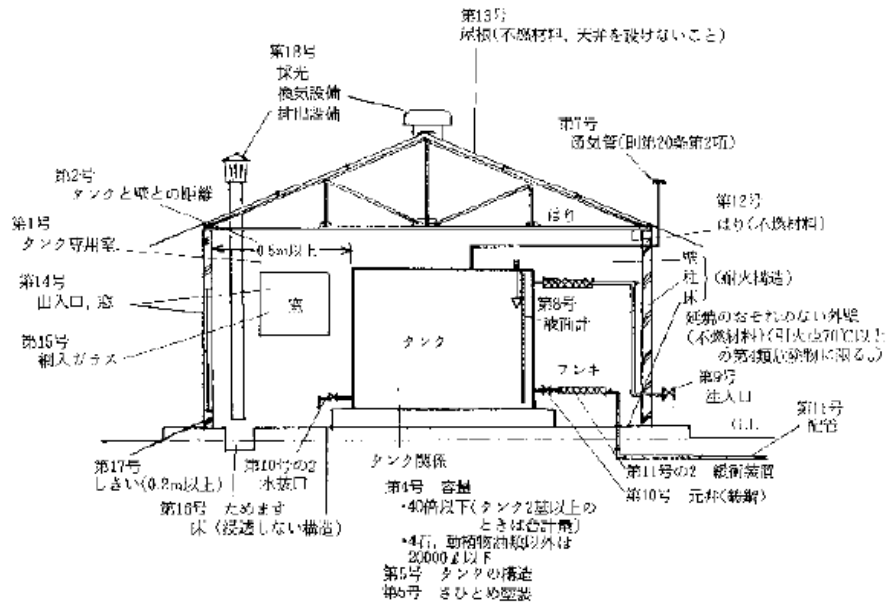 第13号
屋根(不燃材料, 天井を設けないこと)
第18号
採光
換気設備
排出設備
第7号
通気管(則第20条第2項)
第2号
タンクと壁との距離
第12号
はり(不燃材料)
はり
第1号
タンク専用室
0.5m以上
壁
柱
床
(耐火構造)
第14号
出入口, 窓
窓
第8号
液面計
延焼のおそれのない外壁
(不燃材料)(引火点70℃以上
の第4類危険物に限る。)
タンク
第15号
網入ガラス
フレキ
第9号
注入口
G.L
第11号
配管
第17号
しきい(0.2m以上)
第10号の2
水抜口
タンク関係
第11号の2 緩衝装置
第10号 元弁(鋳鋼)
第16号 ためます
床(浸透しない構造)
第4号 容量
・40倍以下(タンク2基以上の
ときは合計量)
・4石, 動植物油類以外は
20000ℓ以下
第5号 タンクの構造
第5号 さびどめ塗装